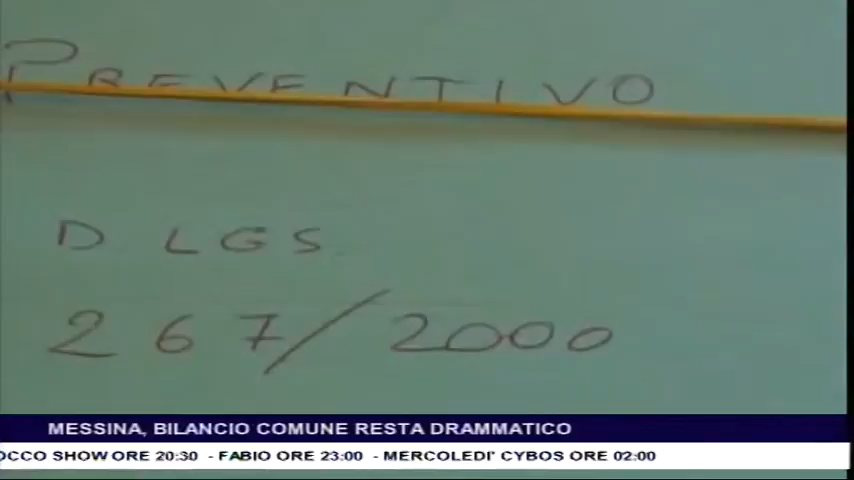 PREVENTIVO
D LGS
267/2000
MESSINA, BILANCIO COMUNE RESTA DRAMMATICO
OCCO SHOW ORE 20:30 - FABIO ORE 23:00 - MERCOLEDI' CYBOS ORE 02:00